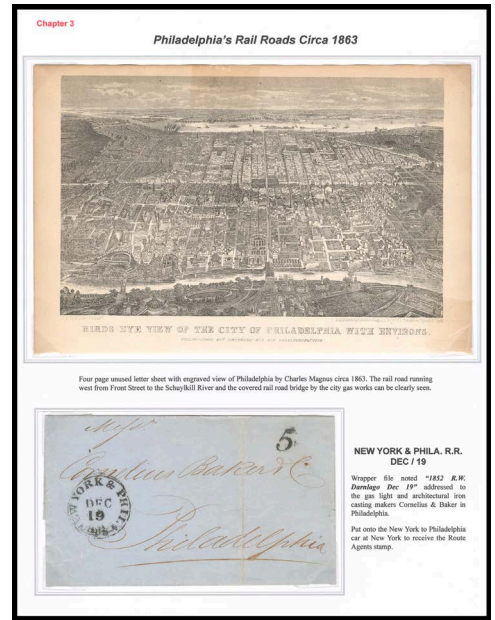 Chapter 3
Philadelphia's Rail Roads Circa 1863
BIRDS EYE VIEW OF THE CITY OF PHILADELPHIA WITH ENVIRONS.
Four page unused letter sheet with engraved view of Philadelphia by Charles Magnus circa 1863. The rail road running
west from Front Street to the Schuylkill River and the covered rail road bridge by the city gas works can be clearly seen.
Messrs
5
Cornelius Baker & Co.
Philadelphia
NEW YORK & PHIL.
DEC
19
NEW YORK & PHILA. R.R.
DEC / 19
Wrapper file noted "1852 R.W.
Darnlago Dec 19" addressed to
the gas light and architectural iron
casting makers Cornelius & Baker in
Philadelphia.
Put onto the New York to Philadelphia
car at New York to receive the Route
Agents stamp.